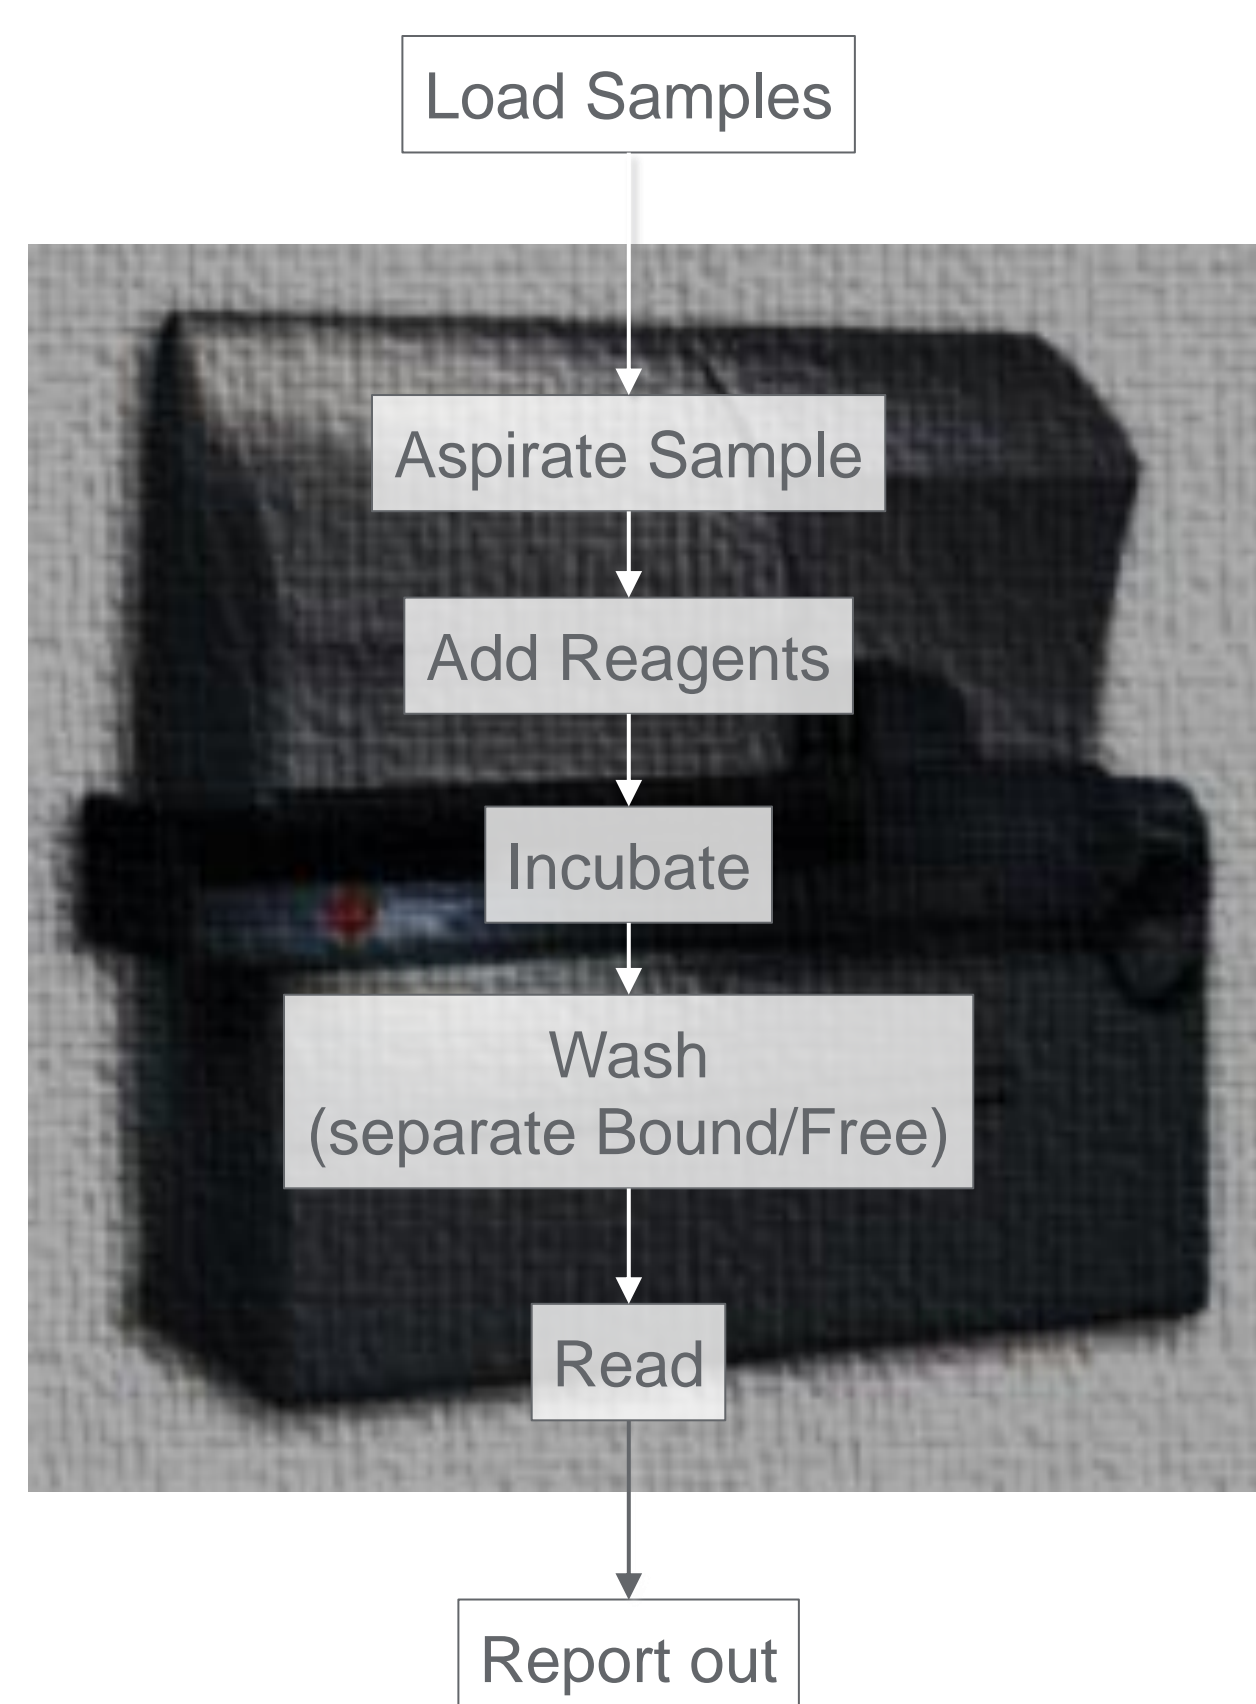 Load Samples
Aspirate Sample
Add Reagents
Incubate
Wash
(separate Bound/Free)
Read
Report out